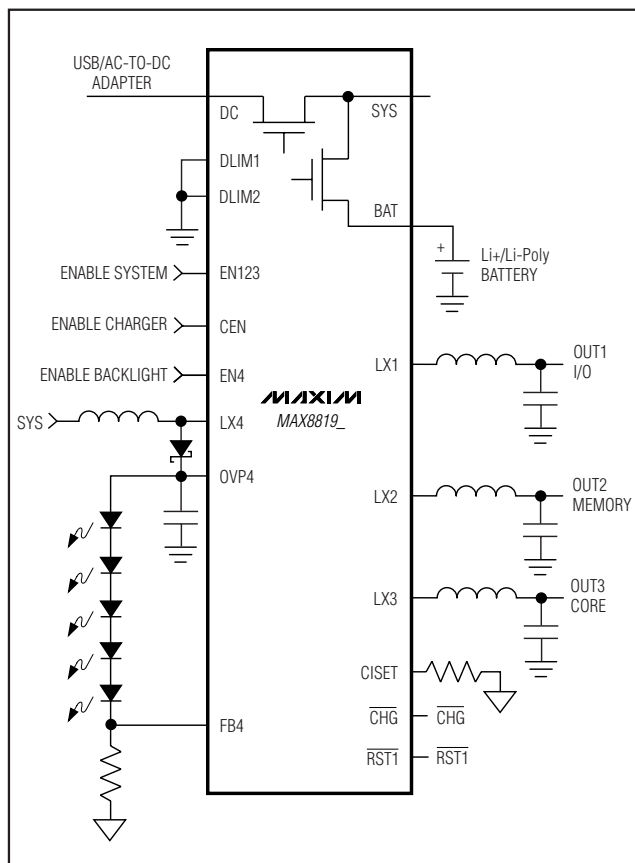 USB/AC-TO-DC
ADAPTER
DC
SYS
DLIM1
DLIM2
BAT
+
Li+/Li-Poly
BATTERY
ENABLE SYSTEM
EN123
ENABLE CHARGER
CEN
ENABLE BACKLIGHT
EN4
LX1
OUT1
I/O
MAXIM
MAX8819_
SYS
LX4
OVP4
LX2
OUT2
MEMORY
LX3
OUT3
CORE
CISET
CHG
CHG
FB4
RST1
RST1